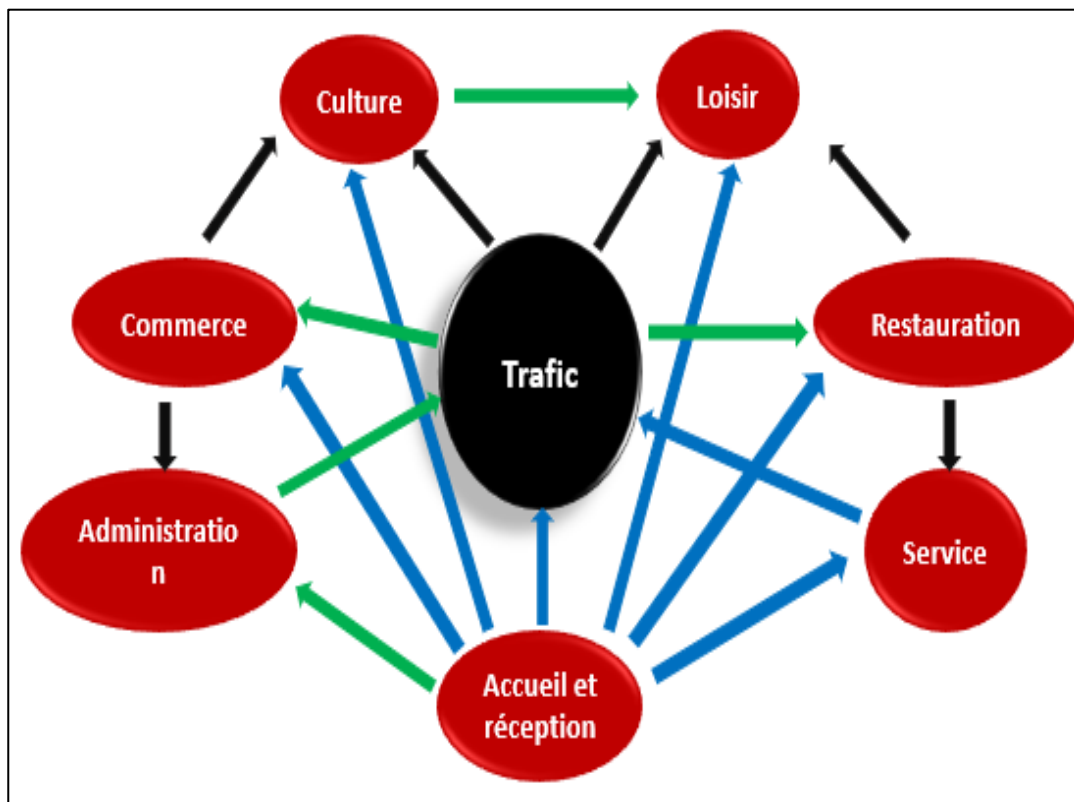 Culture
Loisir
Commerce
Trafic
Restauration
Administratio
n
Service
Accueil et
réception